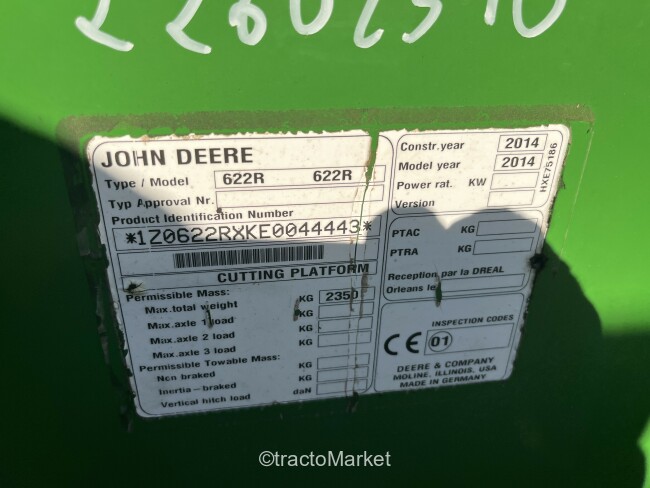 JOHN DEERE
Type / Model 622R 622R
Typ Approval Nr.
Product Identification Number
*1Z0622RXKE0044443*
CUTTING PLATFORM
Permissible Mass:
Max.total weight KG 2350
Max.axle 1 load KG
Max.axle 2 load KG
Max.axle 3 load KG
Permissible Towable Mass:
Non braked KG
Inertia-braked KG
Vertical hitch load daN
Constr.year 2014
Model year 2014
Power rat. KW
Version
HXE75186
PTAC KG
PTRA KG
Reception par la DREAL
Orleans le
INSPECTION CODES
CE 01
DEERE & COMPANY
MOLINE, ILLINOIS, USA
MADE IN GERMANY
©tractoMarket